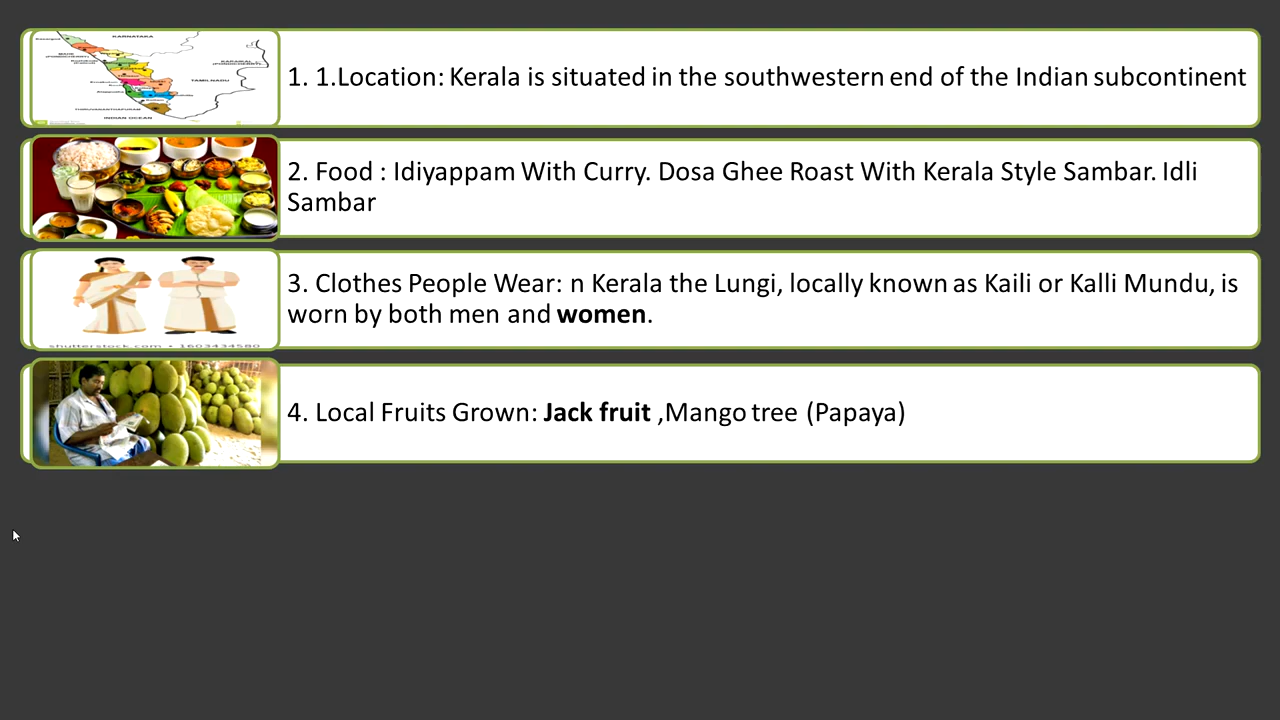 KARNATAKA
TAMIL NADU
INDIAN OCEAN
1. 1.Location: Kerala is situated in the southwestern end of the Indian subcontinent
2. Food : Idiyappam With Curry. Dosa Ghee Roast With Kerala Style Sambar. Idli
Sambar
3. Clothes People Wear: n Kerala the Lungi, locally known as Kaili or Kalli Mundu, is
worn by both men and women.
shutterstock.com • 1603434580
4. Local Fruits Grown: Jack fruit ,Mango tree (Papaya)